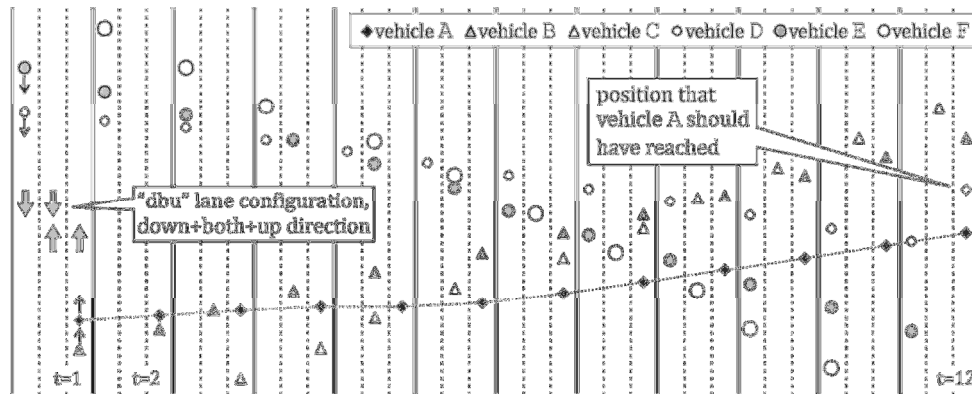 vehicle A vehicle B vehicle C vehicle D vehicle E vehicle F
position that
vehicle A should
have reached
"dbu" lane configuration,
down+both+up direction
t=1 t=2 t=12